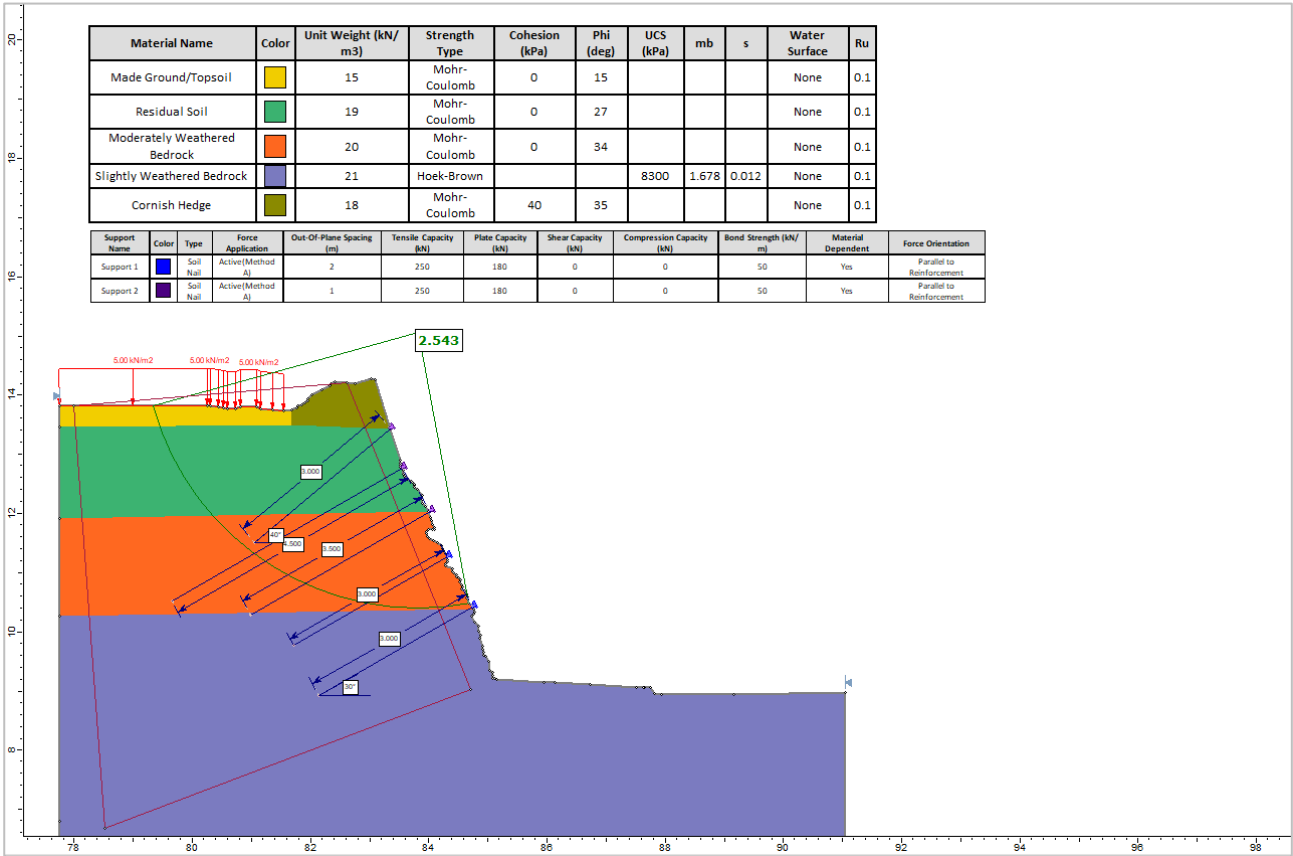 Material Name Color Unit Weight (kN/ m3) Strength Type Cohesion (kPa) Phi (deg) UCS (kPa) mb s Water Surface Ru
Made Ground/Topsoil 15 Mohr-Coulomb 0 15 None 0.1
Residual Soil 19 Mohr-Coulomb 0 27 None 0.1
Moderately Weathered Bedrock 20 Mohr-Coulomb 0 34 None 0.1
Slightly Weathered Bedrock 21 Hoek-Brown 8300 1.678 0.012 None 0.1
Cornish Hedge 18 Mohr-Coulomb 40 35 None 0.1
Support Name Color Type Force Application Out-Of-Plane Spacing (m) Tensile Capacity (kN) Plate Capacity (kN) Shear Capacity (kN) Compression Capacity (kN) Bond Strength (kN/ m) Material Dependent Force Orientation
Support 1 Soil Nail Active(Method A) 2 250 180 0 0 50 Yes Parallel to Reinforcement
Support 2 Soil Nail Active(Method A) 1 250 180 0 0 50 Yes Parallel to Reinforcement
2.543
5.00 kN/m2 5.00 kN/m2 5.00 kN/m2
3.000
40°
4.500
3.500
3.000
3.000
30°
20
18
16
14
12
10
8
78 80 82 84 86 88 90 92 94 96 98